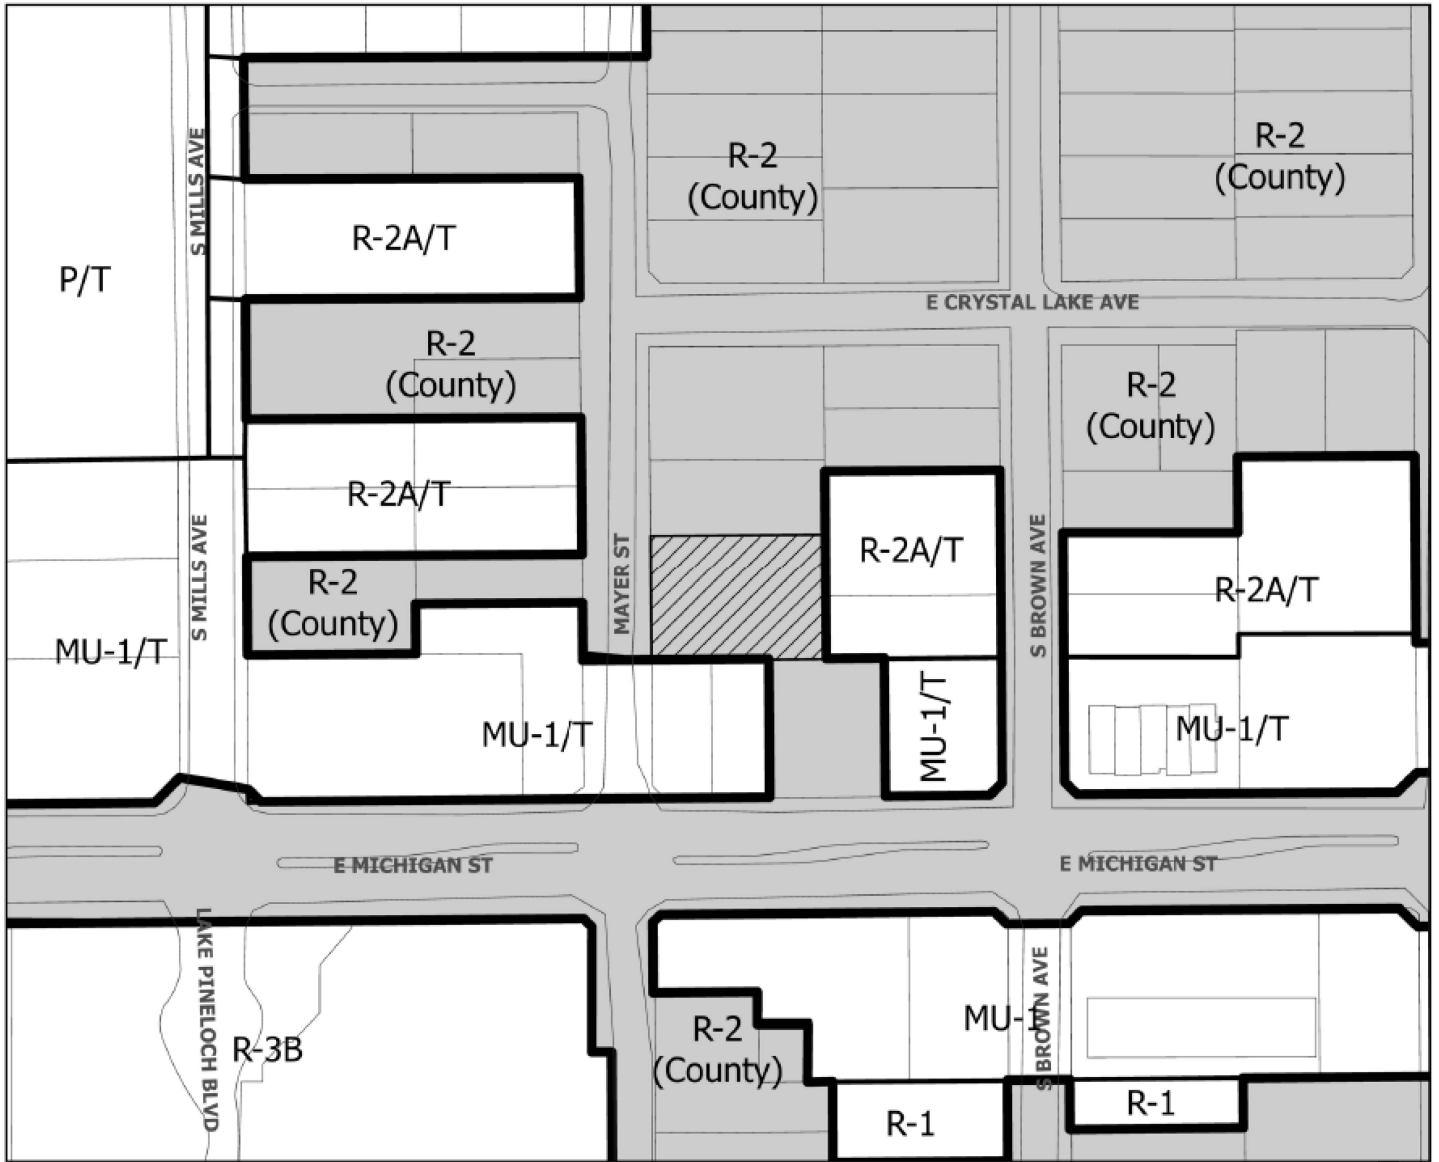 R-2
(County)
R-2
(County)
S MILLS AVE
R-2A/T
P/T
E CRYSTAL LAKE AVE
R-2
(County)
R-2
(County)
R-2A/T
S MILLS AVE
MAYER ST
R-2A/T
S BROWN AVE
R-2A/T
R-2
(County)
MU-1/T
MU-1/T
MU-1/T
MU-1/T
E MICHIGAN ST
E MICHIGAN ST
LAKE PINELOCH BLVD
R-3B
R-2
(County)
MU-1
S BROWN AVE
R-1
R-1